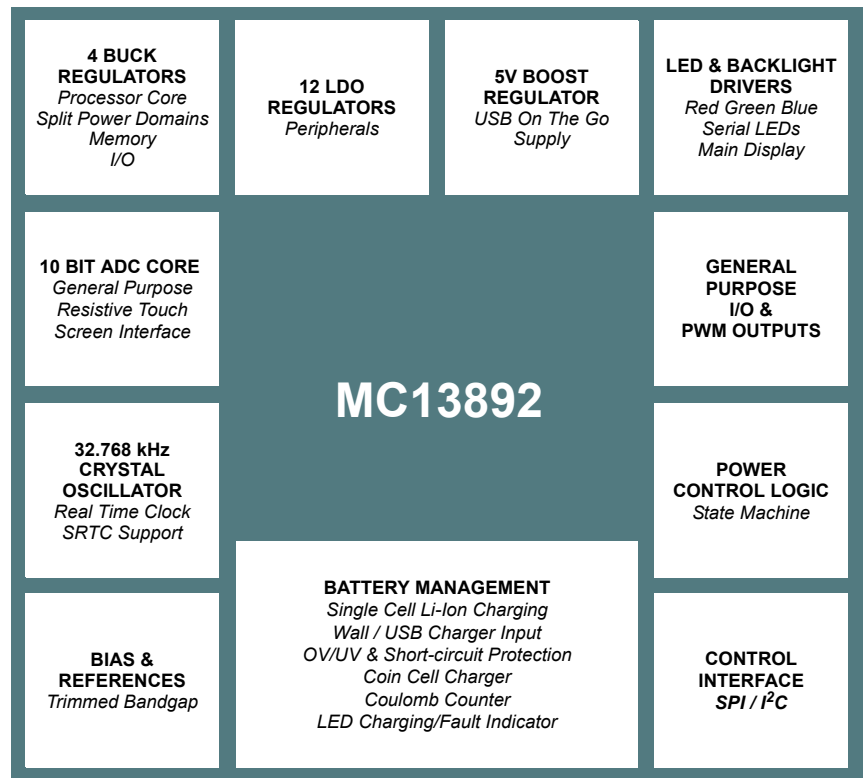 4 BUCK
REGULATORS
Processor Core
Split Power Domains
Memory
I/O
12 LDO
REGULATORS
Peripherals
5V BOOST
REGULATOR
USB On The Go
Supply
LED & BACKLIGHT
DRIVERS
Red Green Blue
Serial LEDs
Main Display
10 BIT ADC CORE
General Purpose
Resistive Touch
Screen Interface
GENERAL
PURPOSE
I/O &
PWM OUTPUTS
MC13892
32.768 kHz
CRYSTAL
OSCILLATOR
Real Time Clock
SRTC Support
POWER
CONTROL LOGIC
State Machine
BIAS &
REFERENCES
Trimmed Bandgap
BATTERY MANAGEMENT
Single Cell Li-Ion Charging
Wall / USB Charger Input
OV/UV & Short-circuit Protection
Coin Cell Charger
Coulomb Counter
LED Charging/Fault Indicator
CONTROL
INTERFACE
SPI / I²C